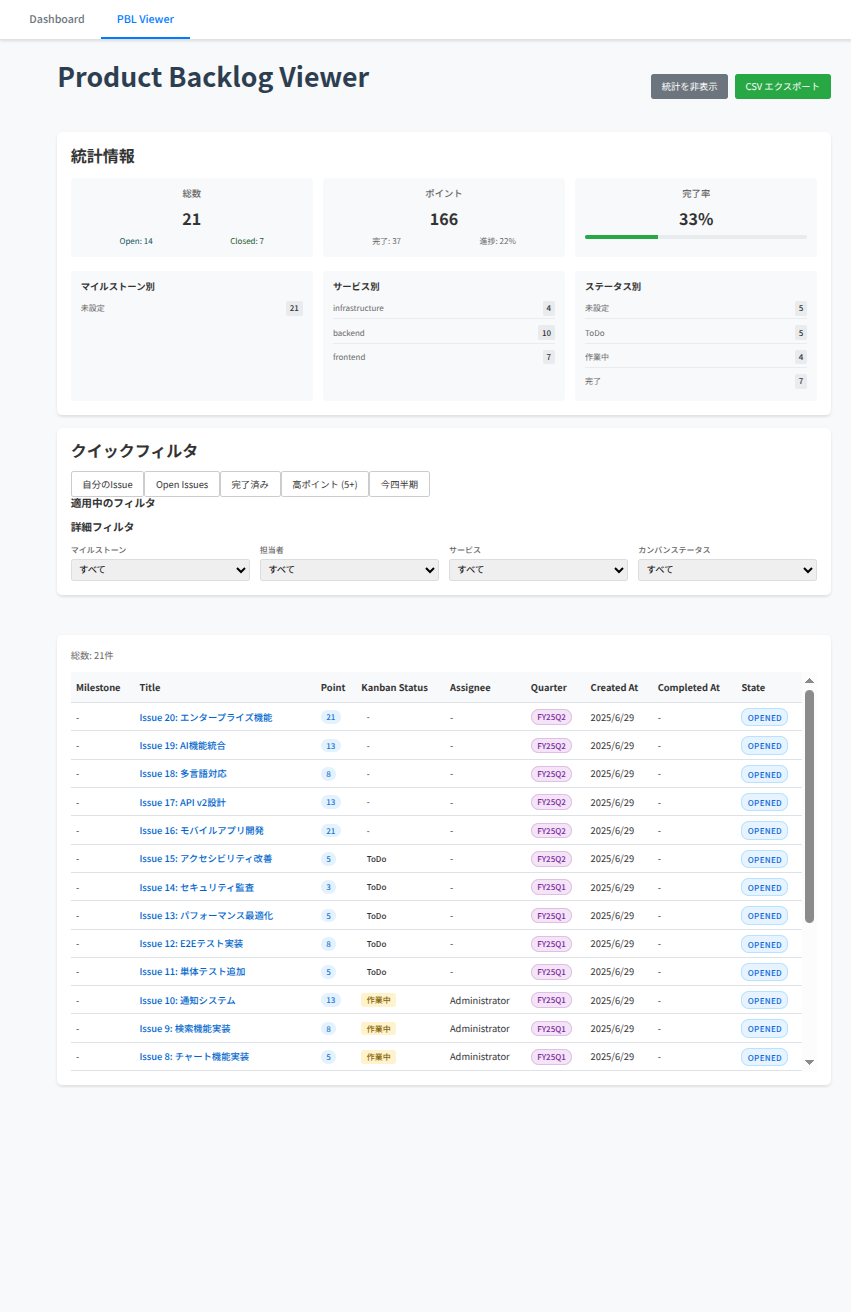 Dashboard PBL Viewer
Product Backlog Viewer
統計を非表示 CSV エクスポート
統計情報
総数 ポイント 完了率
21 166 33%
Open: 14 Closed: 7 完了: 37 進捗: 22%
マイルストーン別 サービス別 ステータス別
未設定 21 infrastructure 4 未設定 5
backend 10 ToDo 5
frontend 7 作業中 4
完了 7
クイックフィルタ
自分のIssue Open Issues 完了済み 高ポイント (5+) 今四半期
適用中のフィルタ
詳細フィルタ
マイルストーン 担当者 サービス カンバンステータス
すべて すべて すべて すべて
総数: 21件
Milestone Title Point Kanban Status Assignee Quarter Created At Completed At State
- Issue 20: エンタープライズ機能 21 - - FY25Q2 2025/6/29 - OPENED
- Issue 19: AI機能統合 13 - - FY25Q2 2025/6/29 - OPENED
- Issue 18: 多言語対応 8 - - FY25Q2 2025/6/29 - OPENED
- Issue 17: API v2設計 13 - - FY25Q2 2025/6/29 - OPENED
- Issue 16: モバイルアプリ開発 21 - - FY25Q2 2025/6/29 - OPENED
- Issue 15: アクセシビリティ改善 5 ToDo - FY25Q2 2025/6/29 - OPENED
- Issue 14: セキュリティ監査 3 ToDo - FY25Q1 2025/6/29 - OPENED
- Issue 13: パフォーマンス最適化 5 ToDo - FY25Q1 2025/6/29 - OPENED
- Issue 12: E2Eテスト実装 8 ToDo - FY25Q1 2025/6/29 - OPENED
- Issue 11: 単体テスト追加 5 ToDo - FY25Q1 2025/6/29 - OPENED
- Issue 10: 通知システム 13 作業中 Administrator FY25Q1 2025/6/29 - OPENED
- Issue 9: 検索機能実装 8 作業中 Administrator FY25Q1 2025/6/29 - OPENED
- Issue 8: チャート機能実装 5 作業中 Administrator FY25Q1 2025/6/29 - OPENED